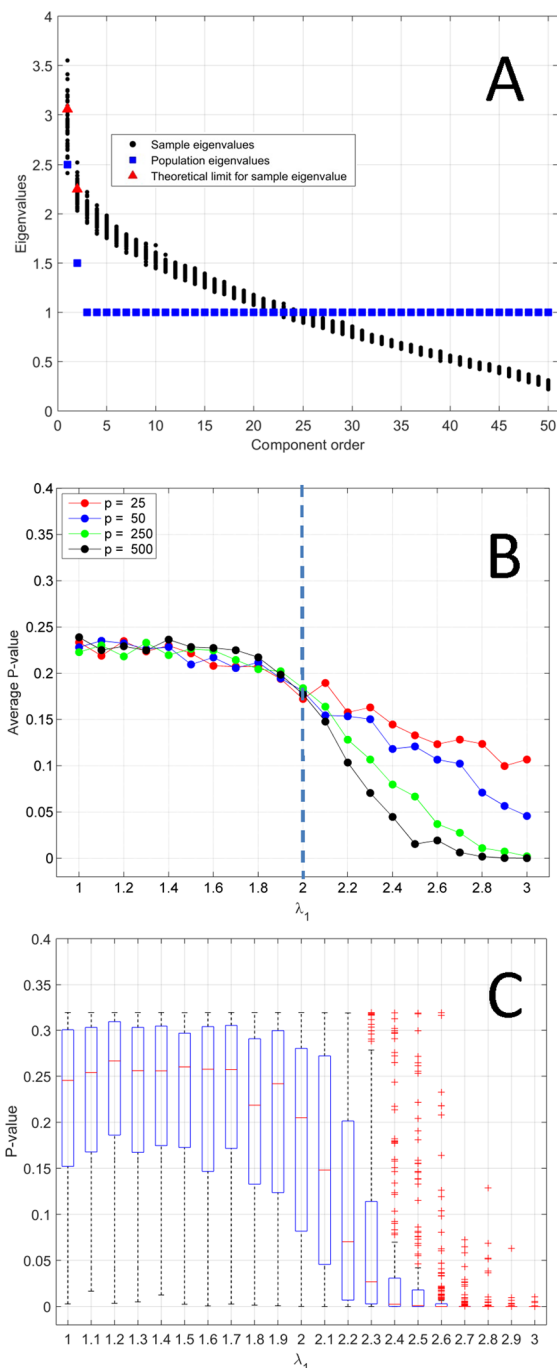 A
4
3.5
3
2.5
2
1.5
1
0.5
0
Eigenvalues
Sample eigenvalues
Population eigenvalues
Theoretical limit for sample eigenvalue
0 5 10 15 20 25 30 35 40 45 50
Component order
B
0.4
0.35
0.3
0.25
0.2
0.15
0.1
0.05
0
Average P-value
p = 25
p = 50
p = 250
p = 500
1 1.2 1.4 1.6 1.8 2 2.2 2.4 2.6 2.8 3
λ1
C
0.4
0.35
0.3
0.25
0.2
0.15
0.1
0.05
0
P-value
1 1.1 1.2 1.3 1.4 1.5 1.6 1.7 1.8 1.9 2 2.1 2.2 2.3 2.4 2.5 2.6 2.7 2.8 2.9 3
λ1